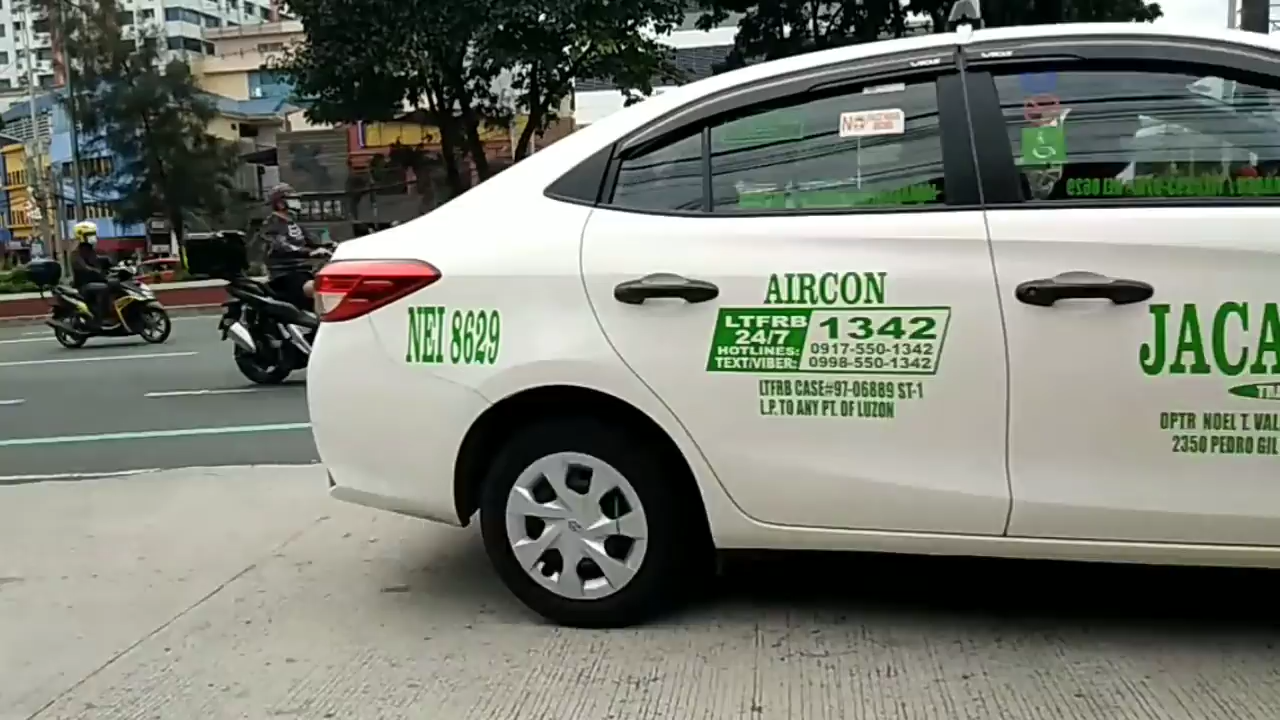 NEI 8629
AIRCON
LTFRB 1342
24/7
HOTLINES: 0917-550-1342
TEXT/VIBER: 0998-550-1342
LTFRB CASE#97-06889 ST-1
L.P. TO ANY PT. OF LUZON
JACA
OPTR NOEL T. VAL
2350 PEDRO GIL